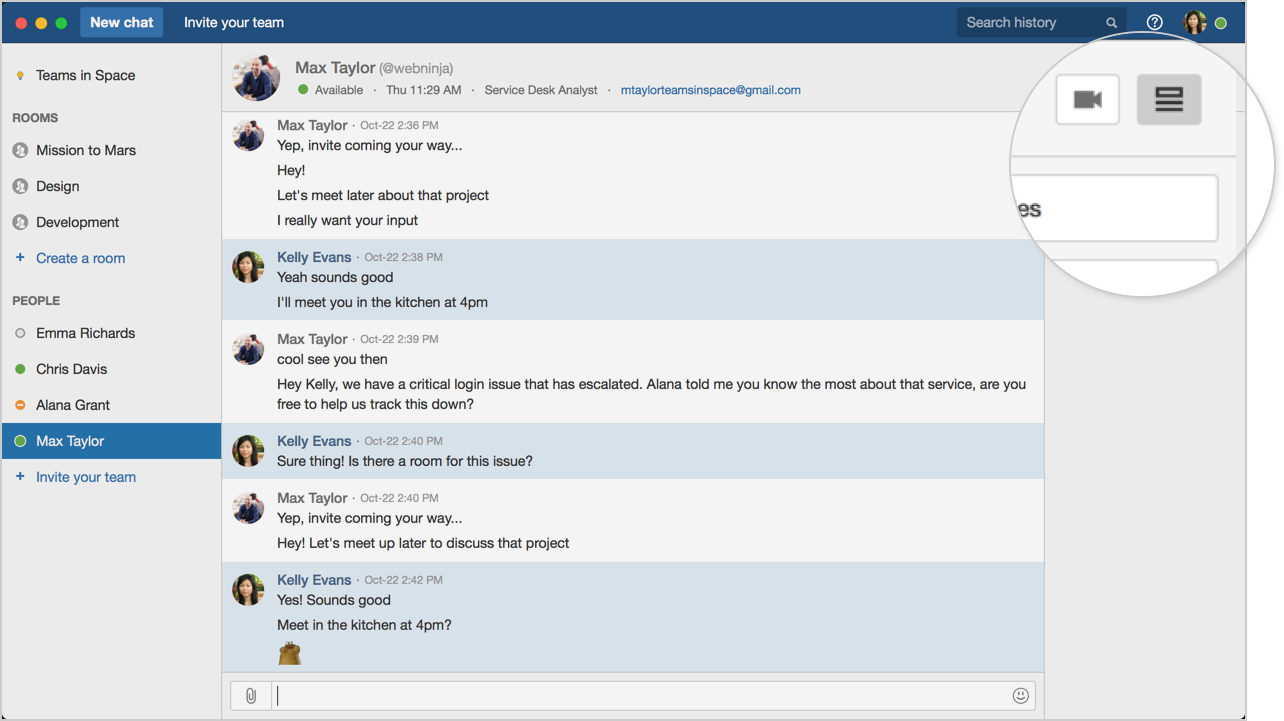 New chat
Invite your team
Search history
Teams in Space
ROOMS
Mission to Mars
Design
Development
+ Create a room
PEOPLE
Emma Richards
Chris Davis
Alana Grant
Max Taylor
+ Invite your team
Max Taylor (@webninja)
Available · Thu 11:29 AM · Service Desk Analyst · mtaylorteamsinspace@gmail.com
Max Taylor · Oct-22 2:36 PM
Yep, invite coming your way...
Hey!
Let's meet later about that project
I really want your input
Kelly Evans · Oct-22 2:38 PM
Yeah sounds good
I'll meet you in the kitchen at 4pm
Max Taylor · Oct-22 2:39 PM
cool see you then
Hey Kelly, we have a critical login issue that has escalated. Alana told me you know the most about that service, are you
free to help us track this down?
Kelly Evans · Oct-22 2:40 PM
Sure thing! Is there a room for this issue?
Max Taylor · Oct-22 2:40 PM
Yep, invite coming your way...
Hey! Let's meet up later to discuss that project
Kelly Evans · Oct-22 2:42 PM
Yes! Sounds good
Meet in the kitchen at 4pm?
es